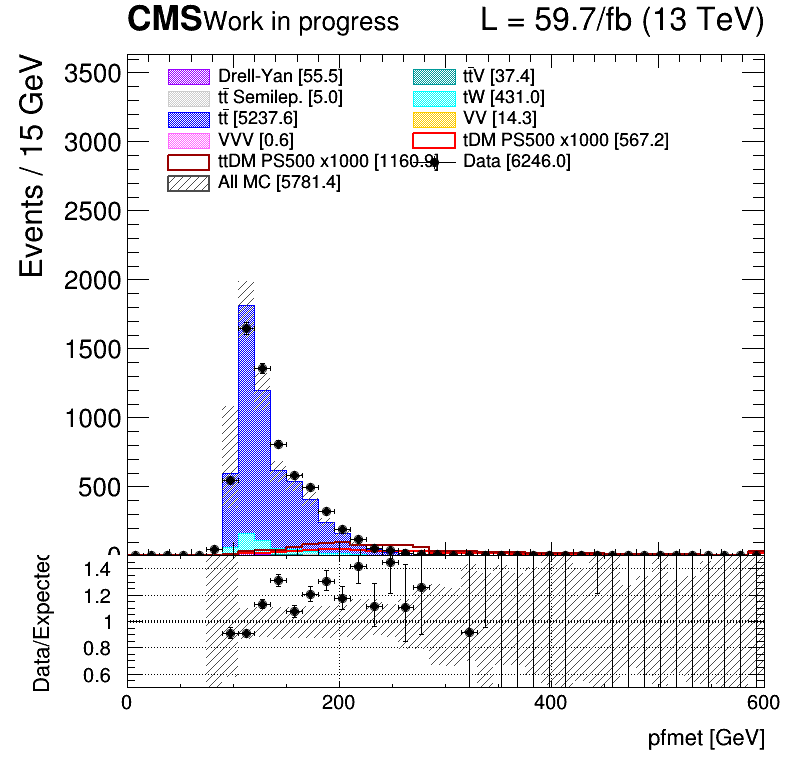 CMS Work in progress L = 59.7/fb (13 TeV)
Events / 15 GeV
3500
3000
2500
2000
1500
1000
500
0
Drell-Yan [55.5] tt̄V [37.4]
tt̄ Semilep. [5.0] tW [431.0]
tt̄ [5237.6] VV [14.3]
VVV [0.6] tDM PS500 x1000 [567.2]
ttDM PS500 x1000 [1160.9] Data [6246.0]
All MC [5781.4]
Data/Expected
1.4
1.2
1
0.8
0.6
0 200 400 600
pfmet [GeV]